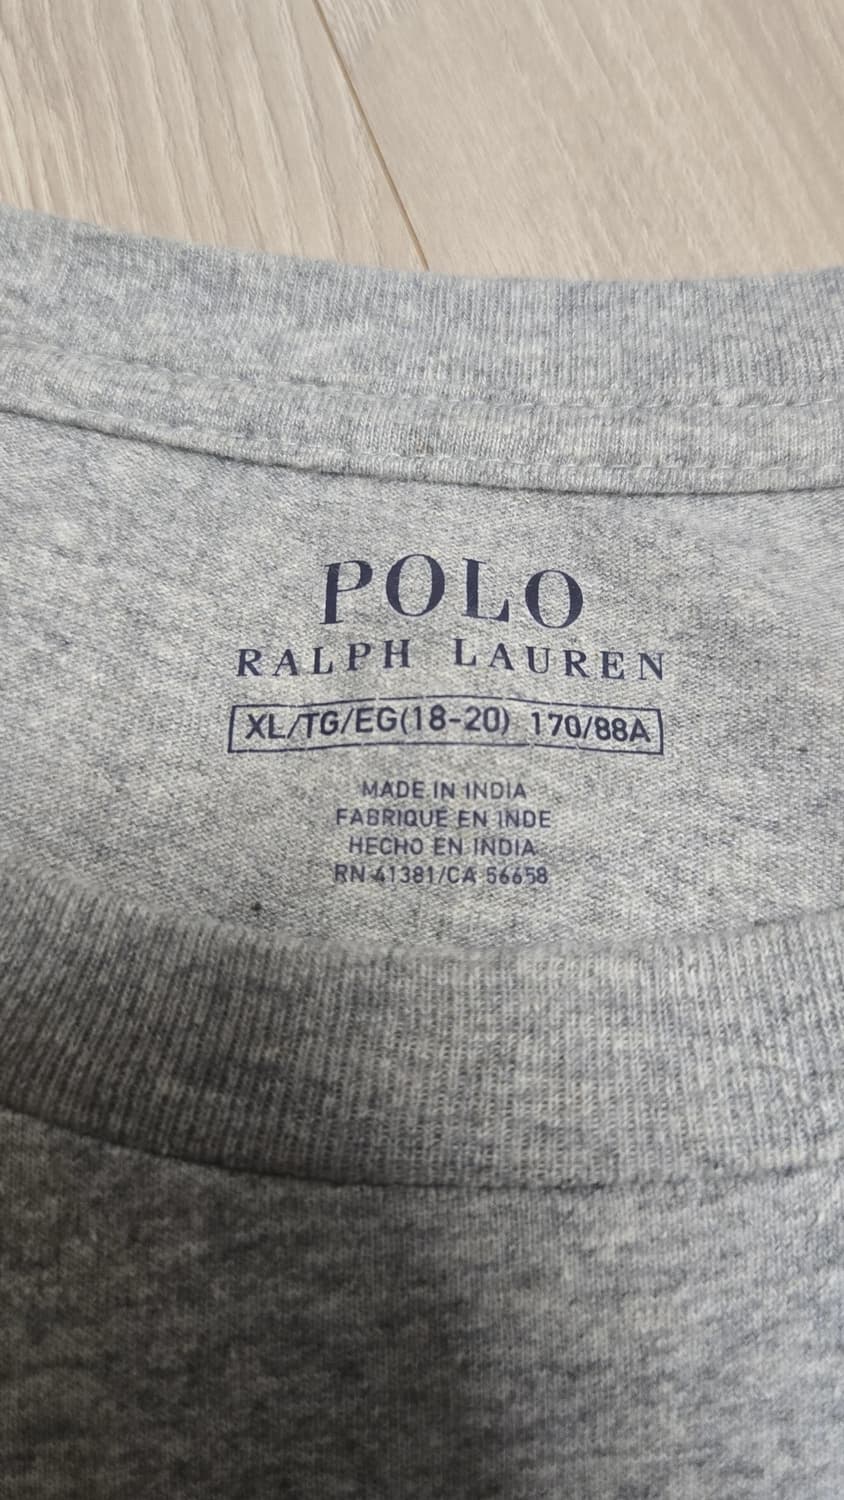 POLO
RALPH LAUREN
XL/TG/EG(18-20) 170/88A
MADE IN INDIA
FABRIQUÉ EN INDE
HECHO EN INDIA
RN 41381/CA 56658